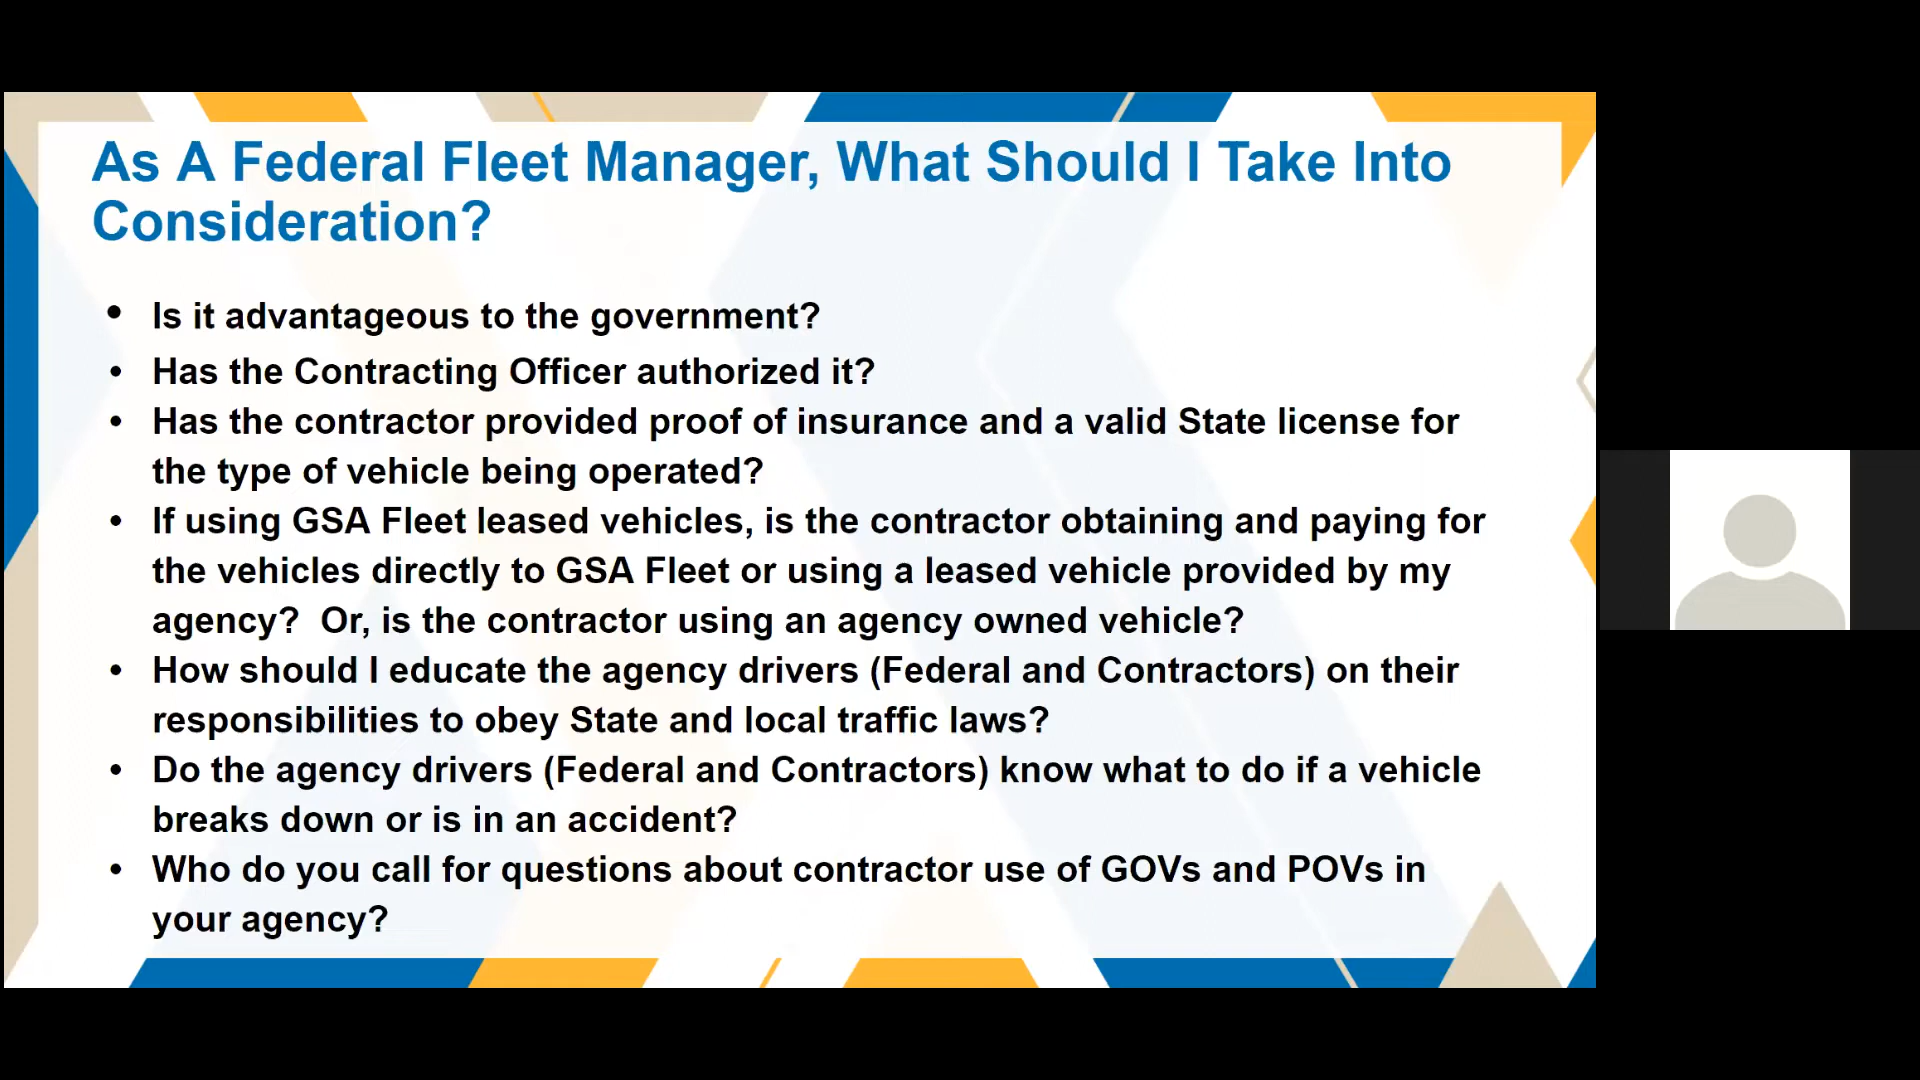 As A Federal Fleet Manager, What Should I Take Into
Consideration?
• Is it advantageous to the government?
• Has the Contracting Officer authorized it?
• Has the contractor provided proof of insurance and a valid State license for
the type of vehicle being operated?
• If using GSA Fleet leased vehicles, is the contractor obtaining and paying for
the vehicles directly to GSA Fleet or using a leased vehicle provided by my
agency?  Or, is the contractor using an agency owned vehicle?
• How should I educate the agency drivers (Federal and Contractors) on their
responsibilities to obey State and local traffic laws?
• Do the agency drivers (Federal and Contractors) know what to do if a vehicle
breaks down or is in an accident?
• Who do you call for questions about contractor use of GOVs and POVs in
your agency?